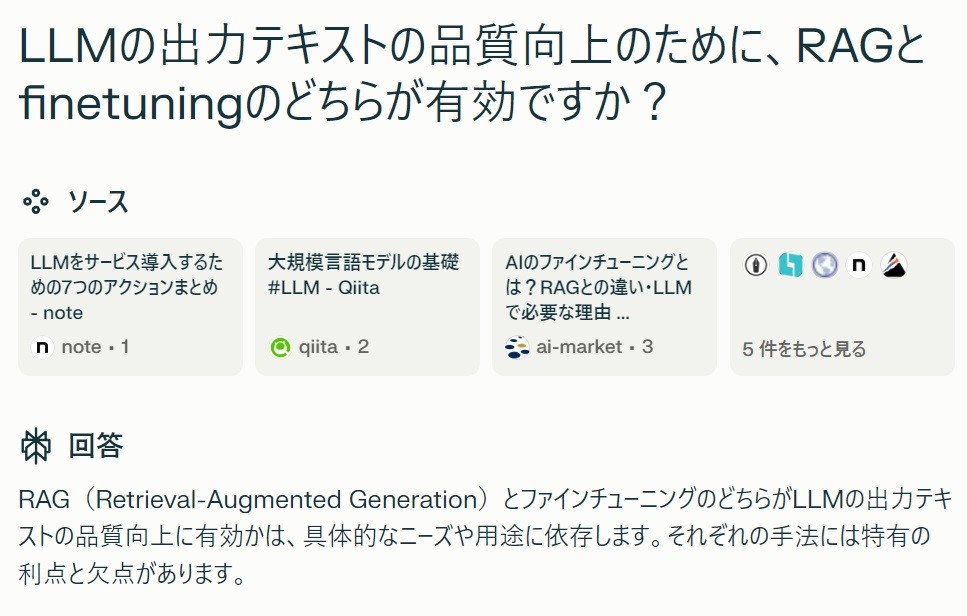 LLMの出力テキストの品質向上のために、RAGと
finetuningのどちらが有効ですか？
ソース
LLMをサービス導入するた
めの7つのアクションまとめ
- note
n note・1
大規模言語モデルの基礎
#LLM - Qiita
qiita・2
AIのファインチューニングと
は？RAGとの違い・LLM
で必要な理由 ...
ai-market・3
n
5 件をもっと見る
回答
RAG（Retrieval-Augmented Generation）とファインチューニングのどちらがLLMの出力テキ
ストの品質向上に有効かは、具体的なニーズや用途に依存します。それぞれの手法には特有の
利点と欠点があります。